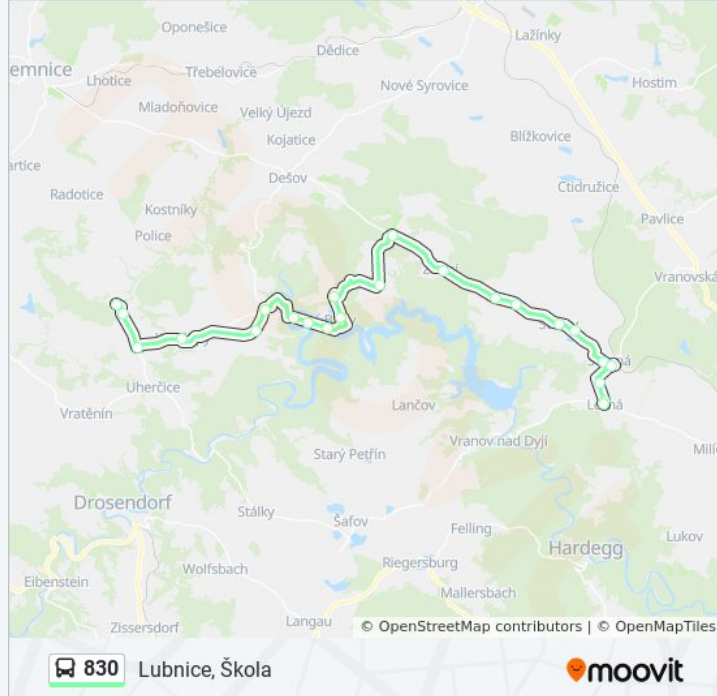 Oponešice
Lažínky
Dědice
emnice
Třebelovice
Lhotice
Nové Syrovice
Hostim
Mladoňovice
Velký Újezd
Kojatice
Blížkovice
artice
Dešov
Ctidružice
Radotice
Kostníky
Pavlice
Police
Vranovská
Uherčice
Lančov
Vratěnín
Vranov nad Dyjí
Milíč
Starý Petřín
Drosendorf
Stálky
Šafov
Felling
Lukov
Hardegg
Wolfsbach
Riegersburg
Eibenstein
Mallersbach
Langau
Zissersdorf
© OpenStreetMap contributors | © OpenMapTiles
830 Lubnice, Škola
moovit